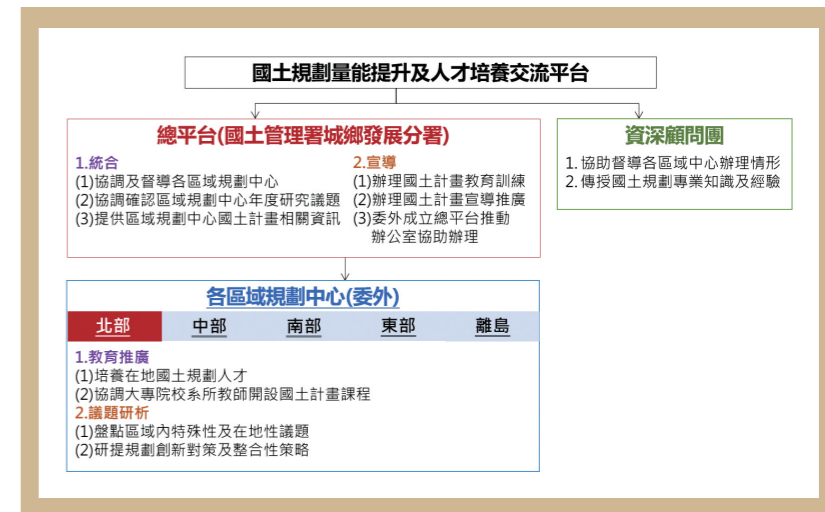 國土規劃量能提升及人才培養交流平台
總平台(國土管理署城鄉發展分署)
1.統合
(1)協調及督導各區域規劃中心
(2)協調確認區域規劃中心年度研究議題
(3)提供區域規劃中心國土計畫相關資訊
2.宣導
(1)辦理國土計畫教育訓練
(2)辦理國土計畫宣導推廣
(3)委外成立總平台推動
辦公室協助辦理
資深顧問團
1.協助督導各區域中心辦理情形
2.傳授國土規劃專業知識及經驗
各區域規劃中心(委外)
北部 中部 南部 東部 離島
1.教育推廣
(1)培養在地國土規劃人才
(2)協調大專院校系所教師開設國土計畫課程
2.議題研析
(1)盤點區域內特殊性及在地性議題
(2)研提規劃創新對策及整合性策略